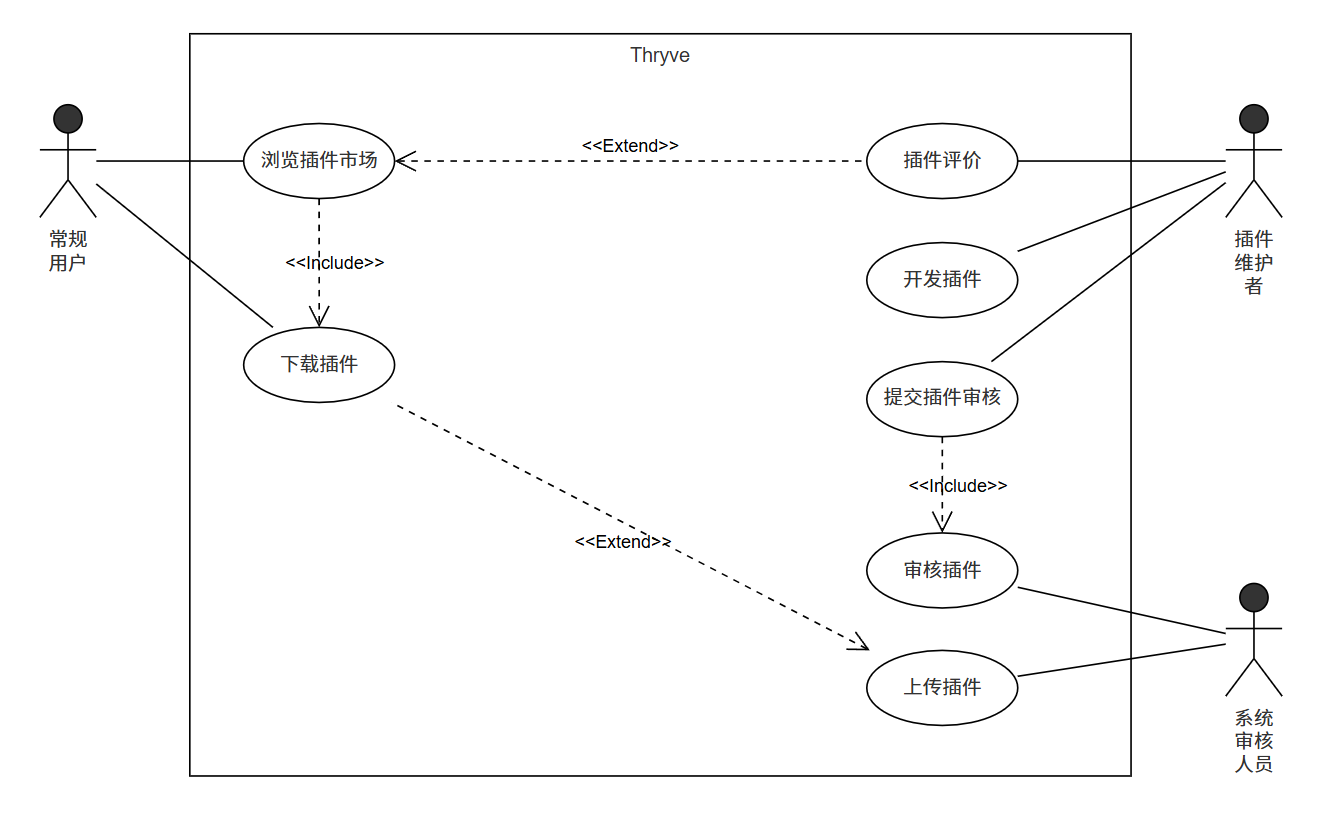 Thryve
浏览插件市场
<<Extend>>
插件评价
常规
用户
<<Include>>
插件
维护
者
开发插件
下载插件
提交插件审核
<<Include>>
<<Extend>>
审核插件
上传插件
系统
审核
人员